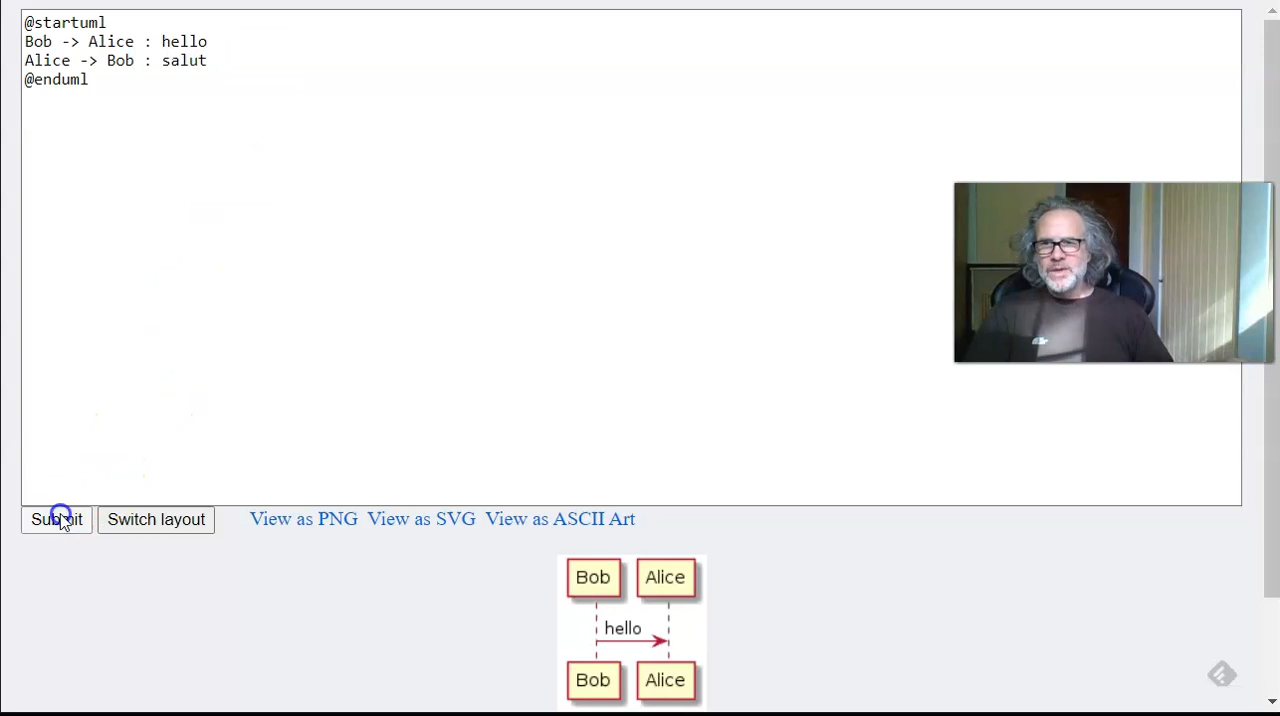 @startuml
Bob -> Alice : hello
Alice -> Bob : salut
@enduml
Submit
Switch layout
View as PNG View as SVG View as ASCII Art
Bob Alice
hello
Bob Alice